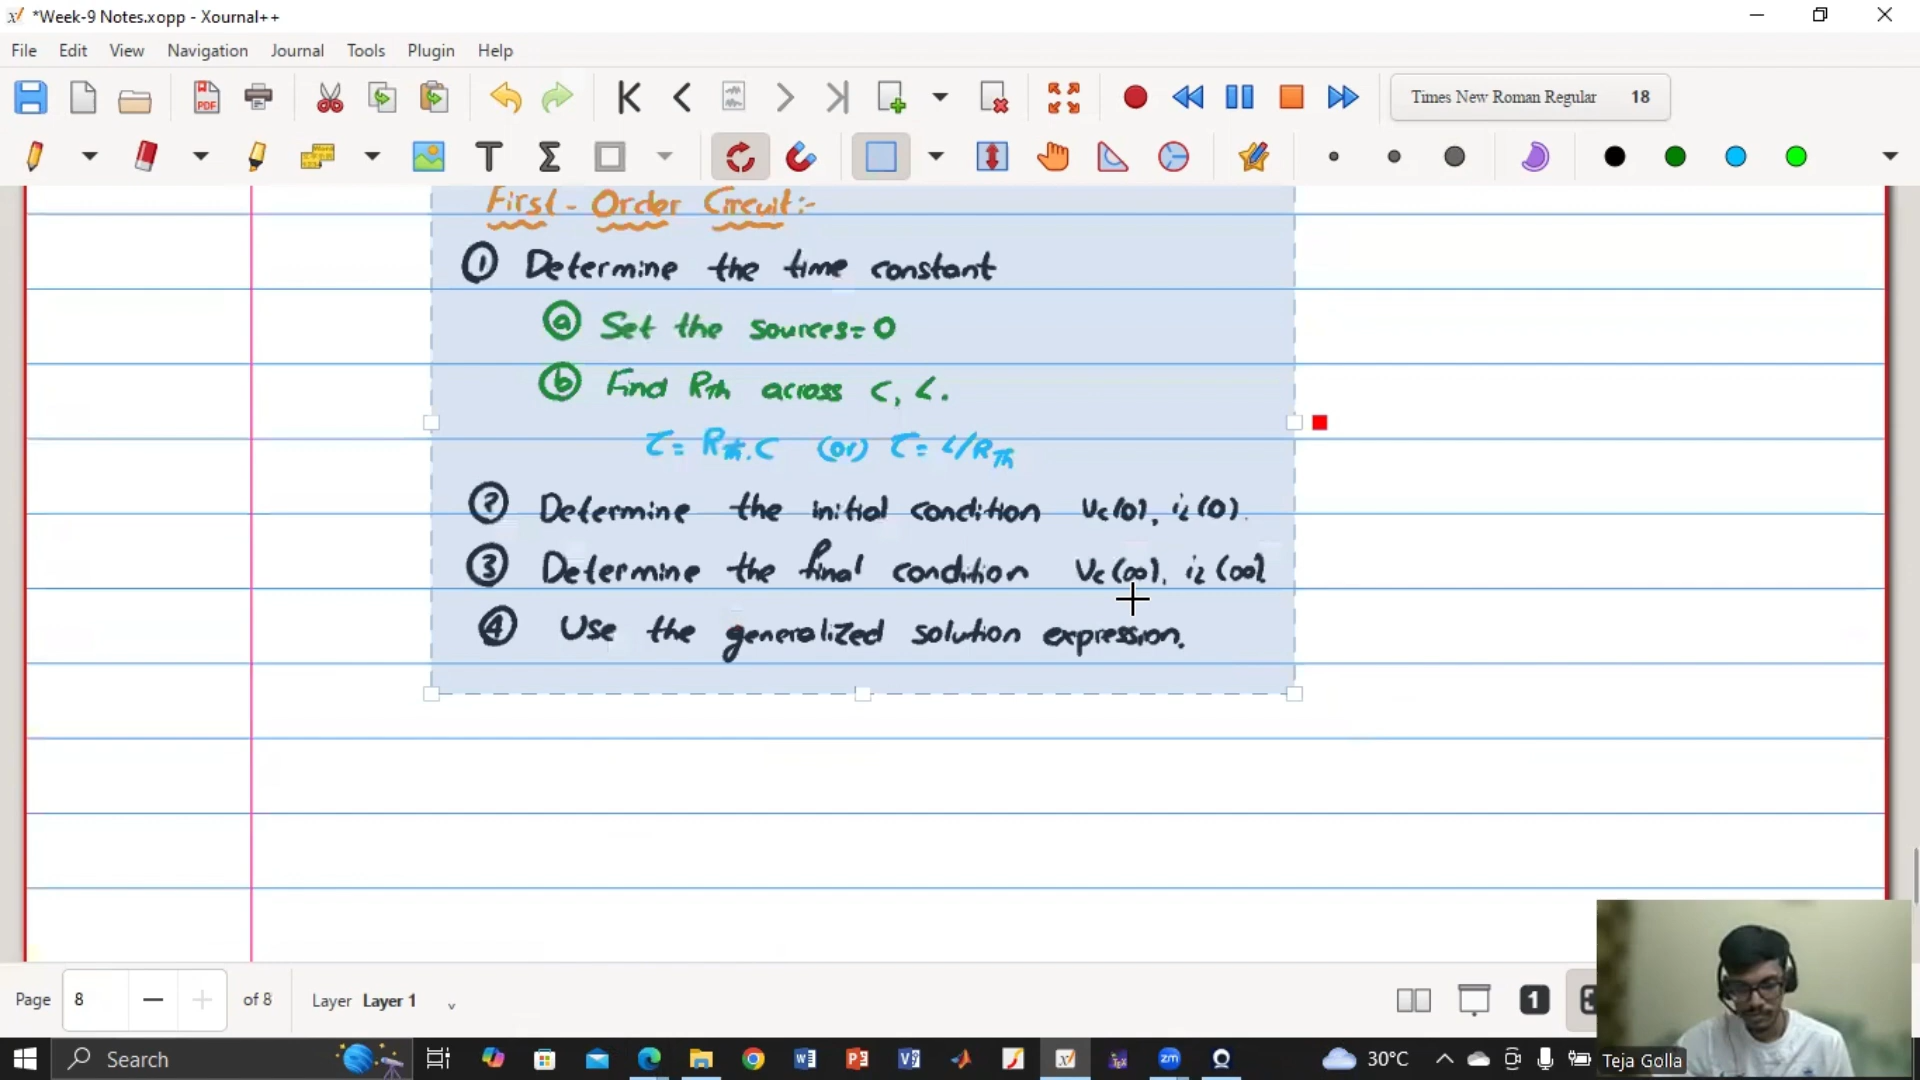 *Week-9 Notes.xopp - Xournal++
File Edit View Navigation Journal Tools Plugin Help
Times New Roman Regular 18
First - Order Circuit:-
① Determine the time constant
ⓐ Set the sources = 0
ⓑ Find RTh across C, L.
τ = RTh.C (or) τ = L/RTh
② Determine the initial condition Vc(0), iL(0).
③ Determine the final condition Vc(∞), iL(∞)
④ Use the generalized solution expression.
Page 8 of 8 Layer Layer 1
1
Search
30°C
Teja Golla